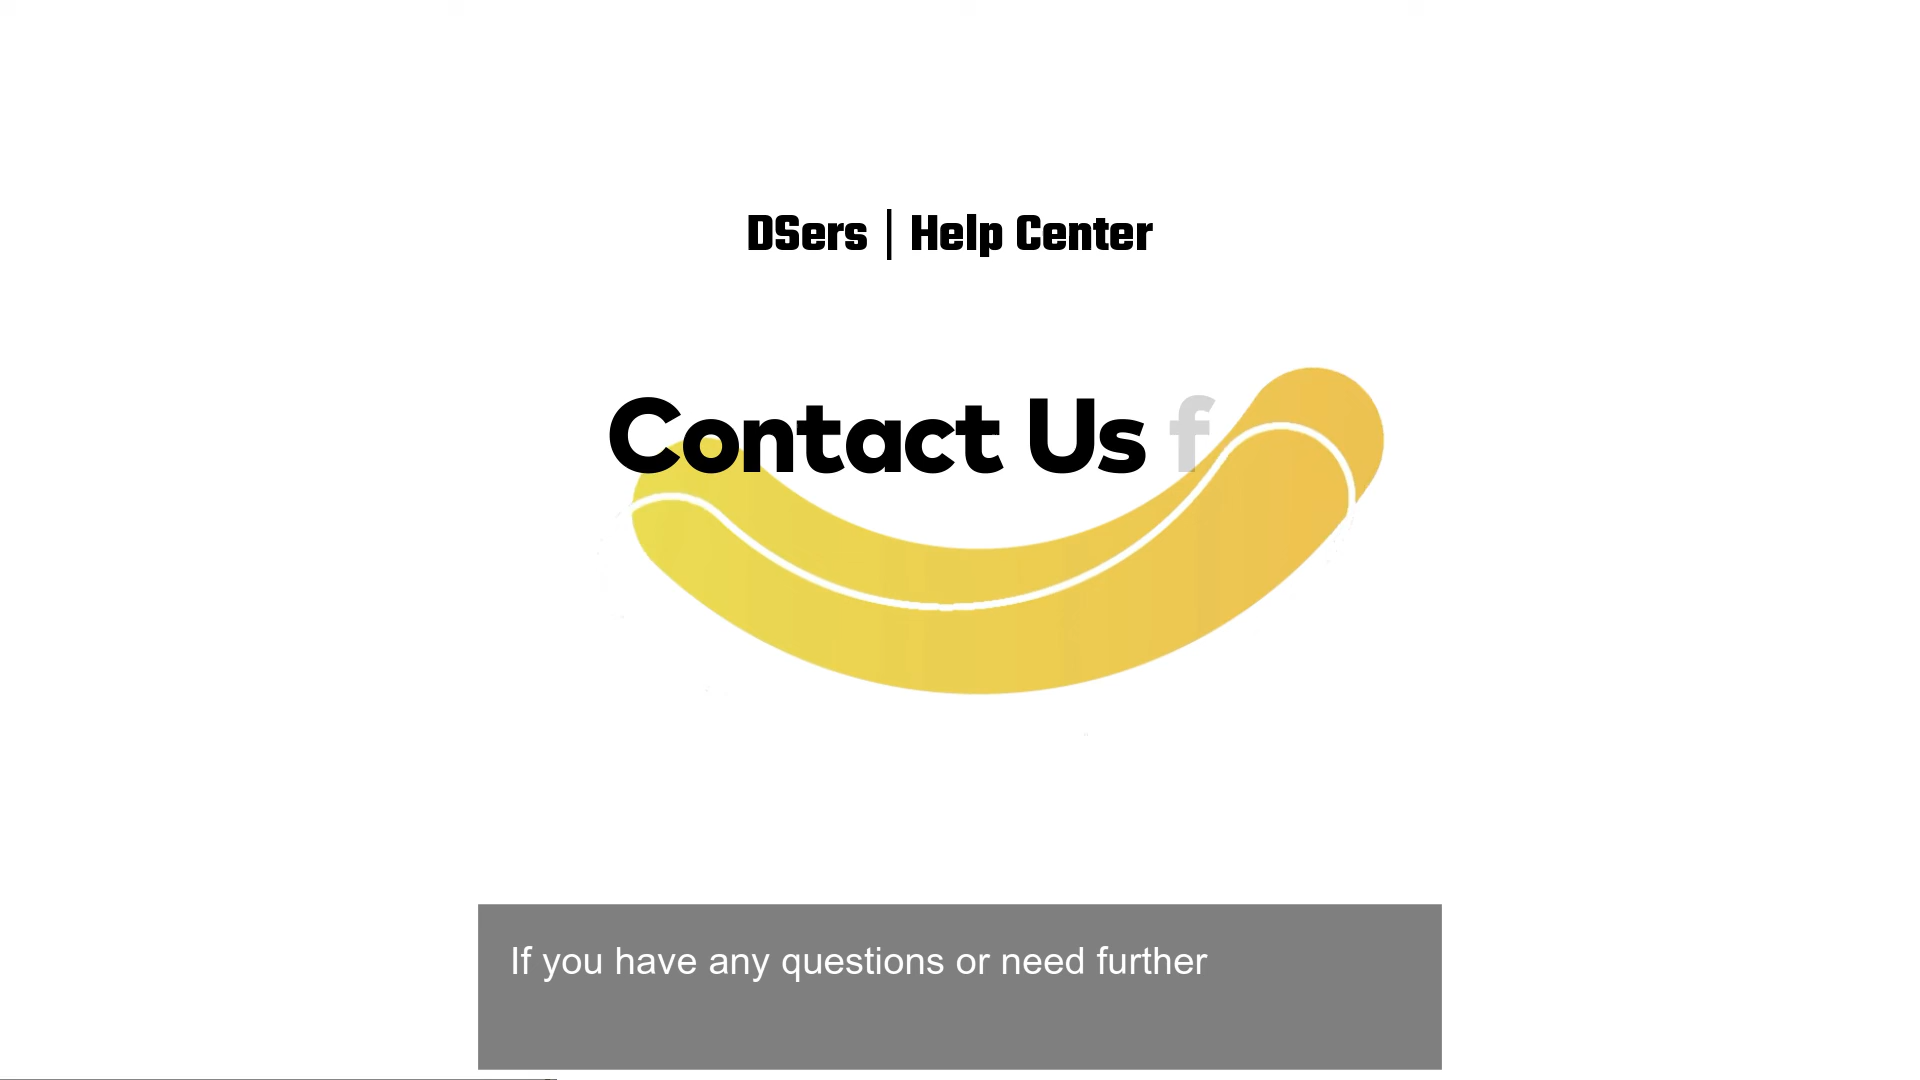 DSers | Help Center
Contact Us f
If you have any questions or need further